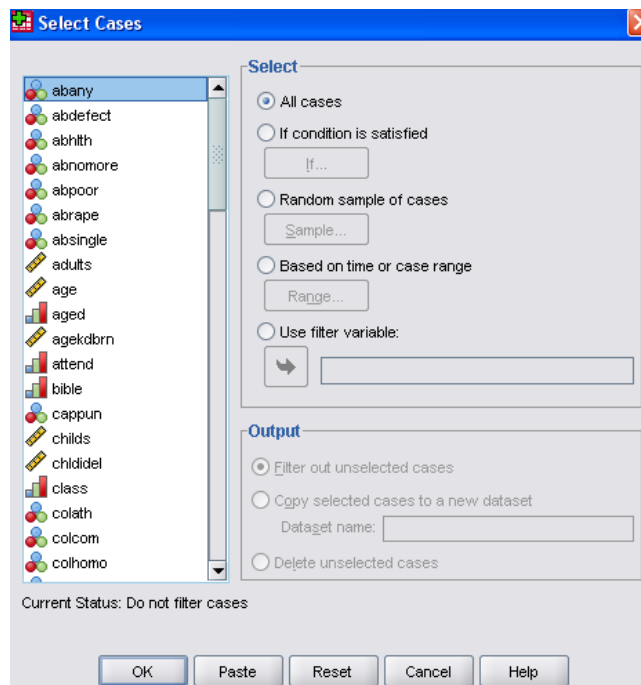 Select Cases
abany
abdefect
abhlth
abnomore
abpoor
abrape
absingle
adults
age
aged
agekdbrn
attend
bible
cappun
childs
chldidel
class
colath
colcom
colhomo
Select
All cases
If condition is satisfied
If...
Random sample of cases
Sample...
Based on time or case range
Range...
Use filter variable:
Output
Filter out unselected cases
Copy selected cases to a new dataset
Dataset name:
Delete unselected cases
Current Status: Do not filter cases
OK Paste Reset Cancel Help